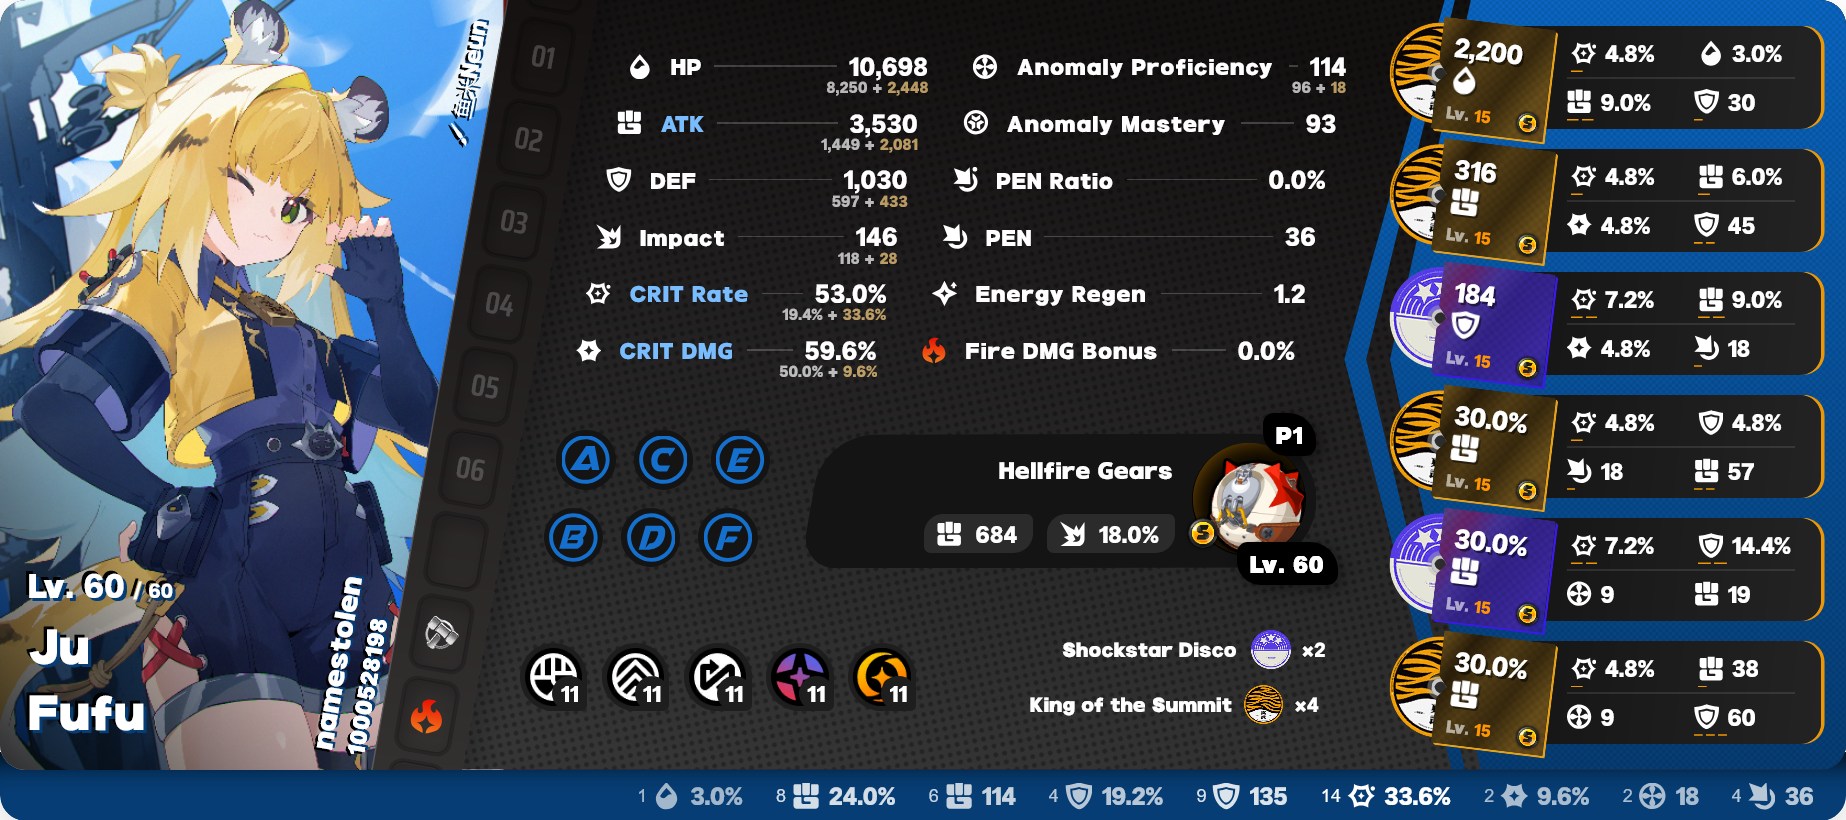 鱼米Neun
Lv. 60 / 60
Ju
Fufu
namestolen
1000528198
01
02
03
04
05
06
HP 10,698
8,250 + 2,448
ATK 3,530
1,449 + 2,081
DEF 1,030
597 + 433
Impact 146
118 + 28
CRIT Rate 53.0%
19.4% + 33.6%
CRIT DMG 59.6%
50.0% + 9.6%
Anomaly Proficiency 114
96 + 18
Anomaly Mastery 93
PEN Ratio 0.0%
PEN 36
Energy Regen 1.2
Fire DMG Bonus 0.0%
A C E
B D F
P1
Hellfire Gears
684 18.0%
S
Lv. 60
11 11 11 11 11
Shockstar Disco ×2
King of the Summit ×4
2,200
Lv. 15 S
4.8% 3.0%
9.0% 30
316
Lv. 15 S
4.8% 6.0%
4.8% 45
184
Lv. 15 S
7.2% 9.0%
4.8% 18
30.0%
Lv. 15 S
4.8% 4.8%
18 57
30.0%
Lv. 15 S
7.2% 14.4%
9 19
30.0%
Lv. 15 S
4.8% 38
9 60
1 3.0% 8 24.0% 6 114 4 19.2% 9 135 14 33.6% 2 9.6% 2 18 4 36